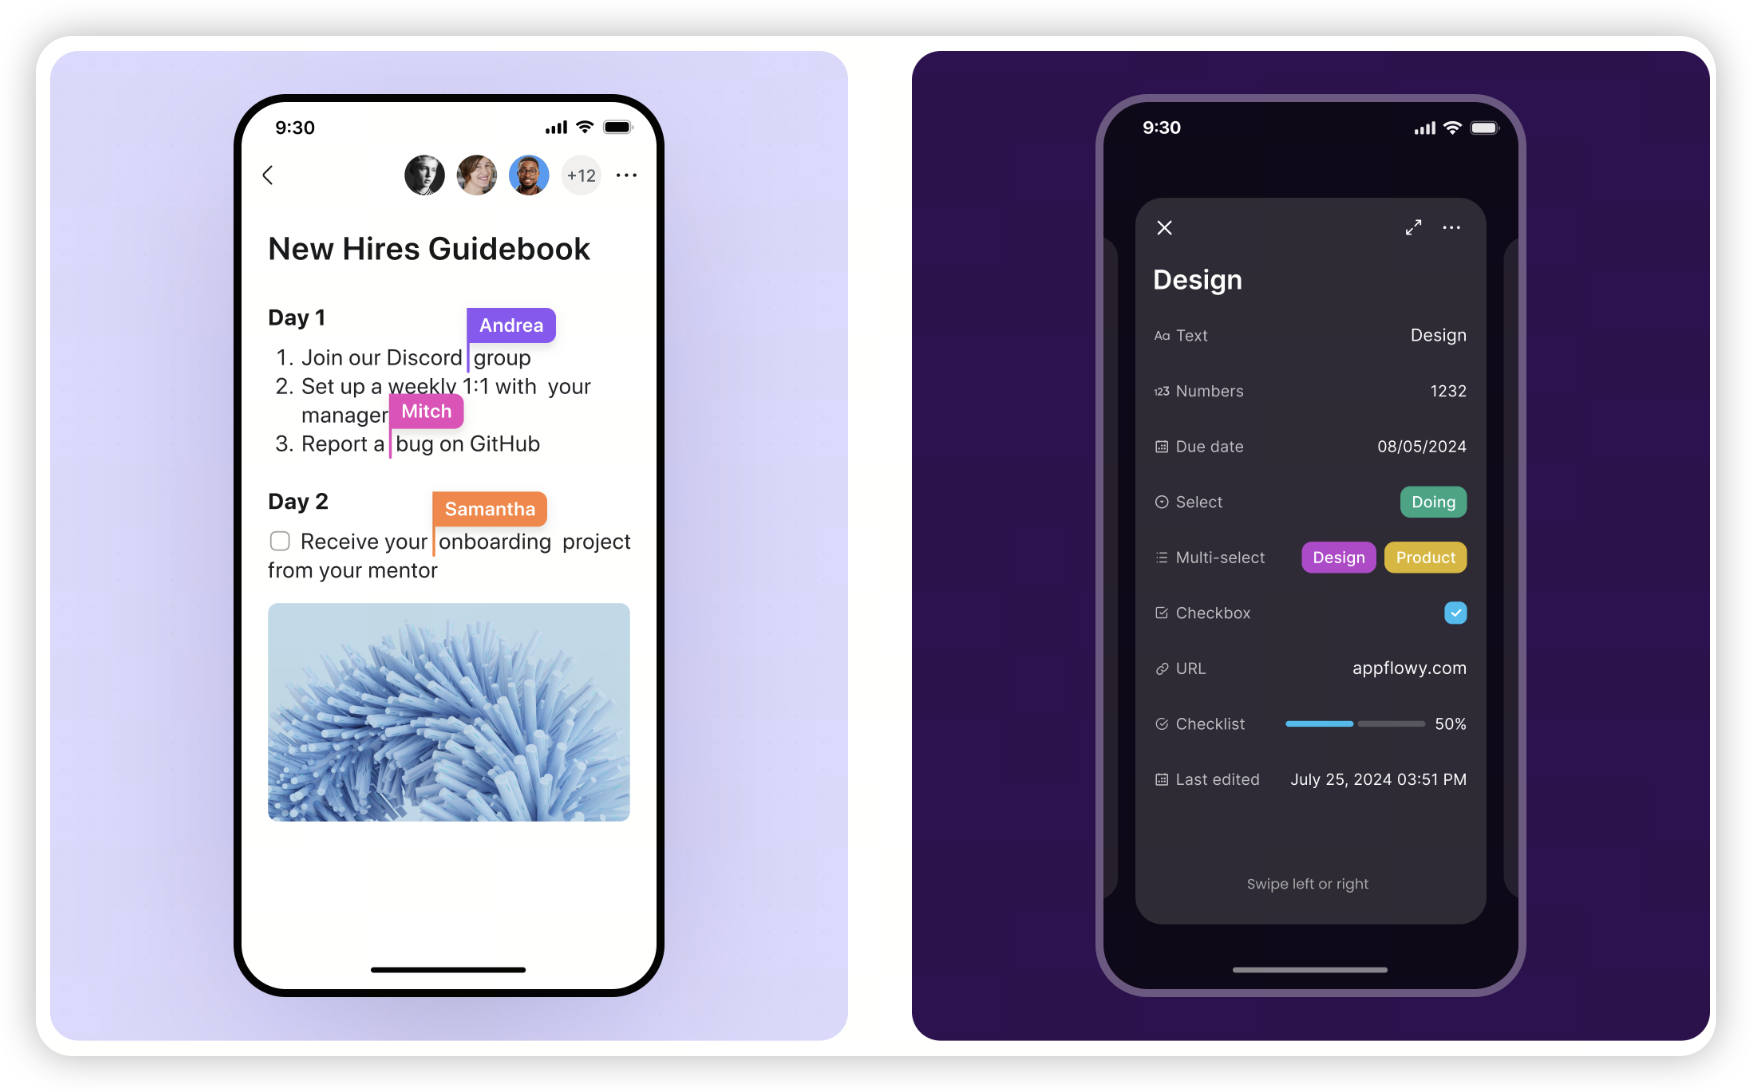 9:30
+12
New Hires Guidebook
Day 1
Andrea
1. Join our Discord group
2. Set up a weekly 1:1 with your
manager
Mitch
3. Report a bug on GitHub
Day 2
Samantha
Receive your onboarding project
from your mentor
9:30
Design
Aa Text Design
123 Numbers 1232
Due date 08/05/2024
Select Doing
Multi-select Design Product
Checkbox
URL appflowy.com
Checklist 50%
Last edited July 25, 2024 03:51 PM
Swipe left or right